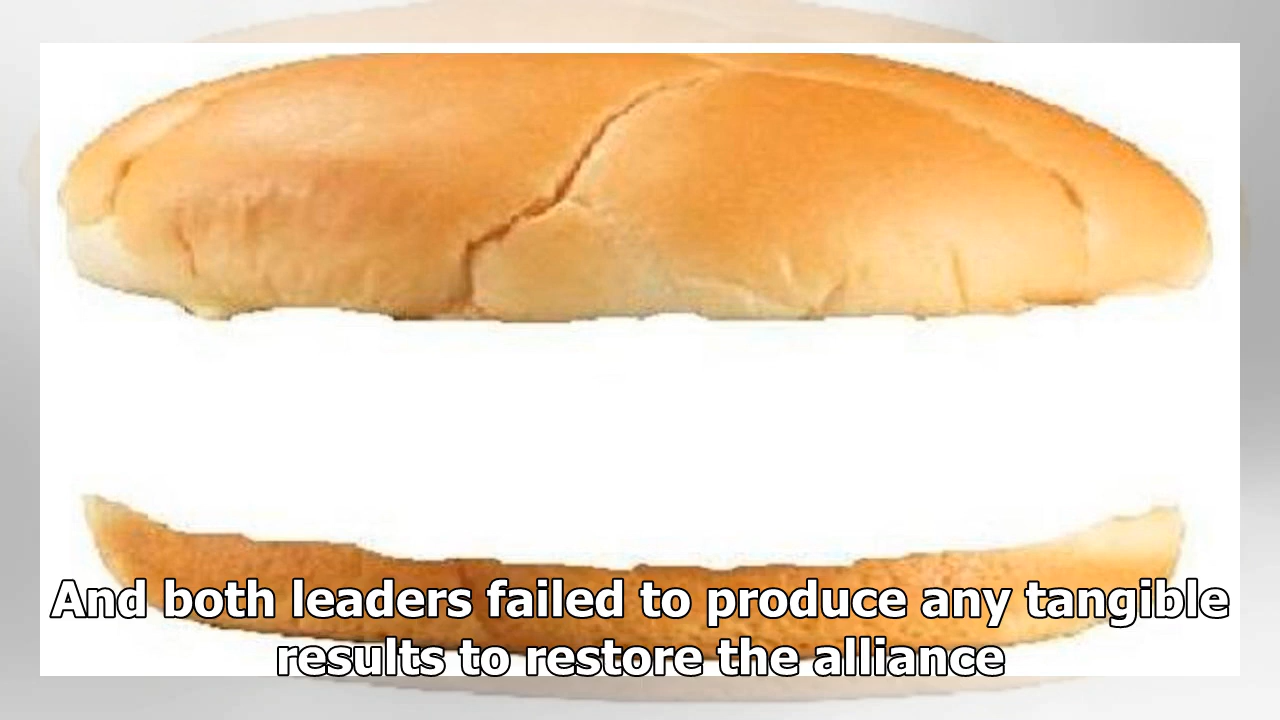 And both leaders failed to produce any tangible
results to restore the alliance